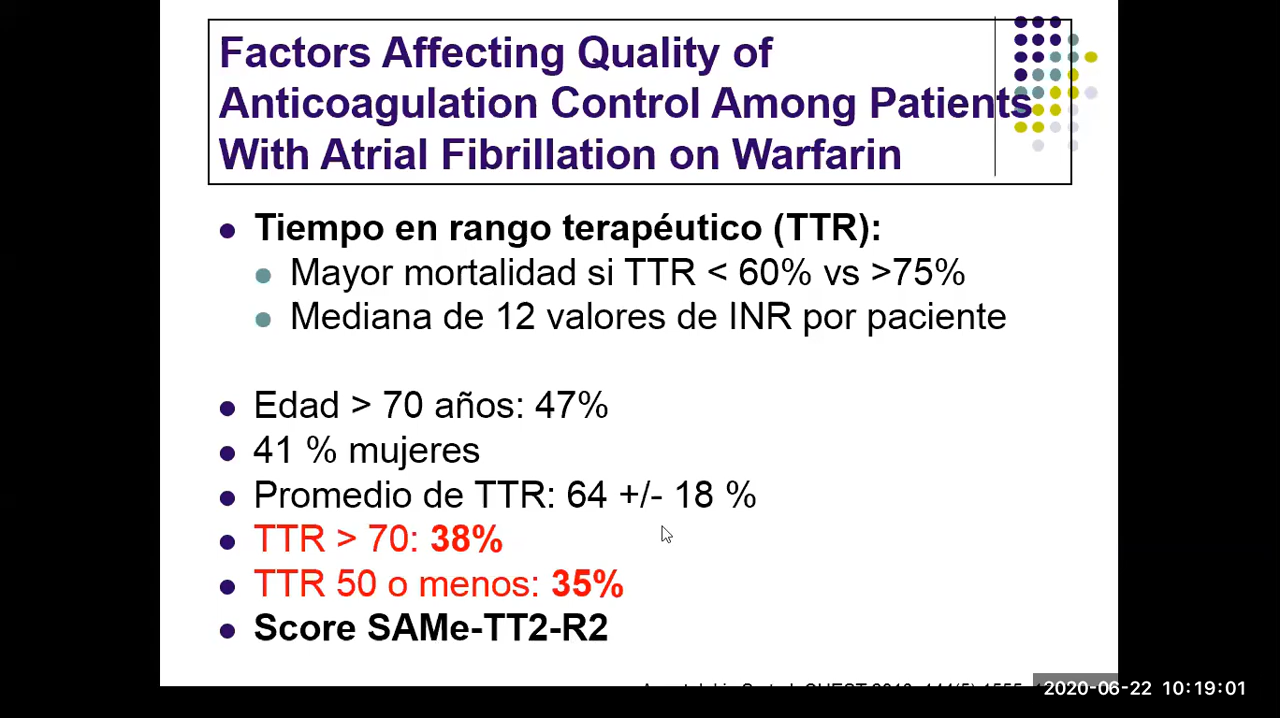 Factors Affecting Quality of
Anticoagulation Control Among Patients
With Atrial Fibrillation on Warfarin
Tiempo en rango terapéutico (TTR):
Mayor mortalidad si TTR < 60% vs >75%
Mediana de 12 valores de INR por paciente
Edad > 70 años: 47%
41 % mujeres
Promedio de TTR: 64 +/- 18 %
TTR > 70: 38%
TTR 50 o menos: 35%
Score SAMe-TT2-R2
2020-06-22 10:19:01